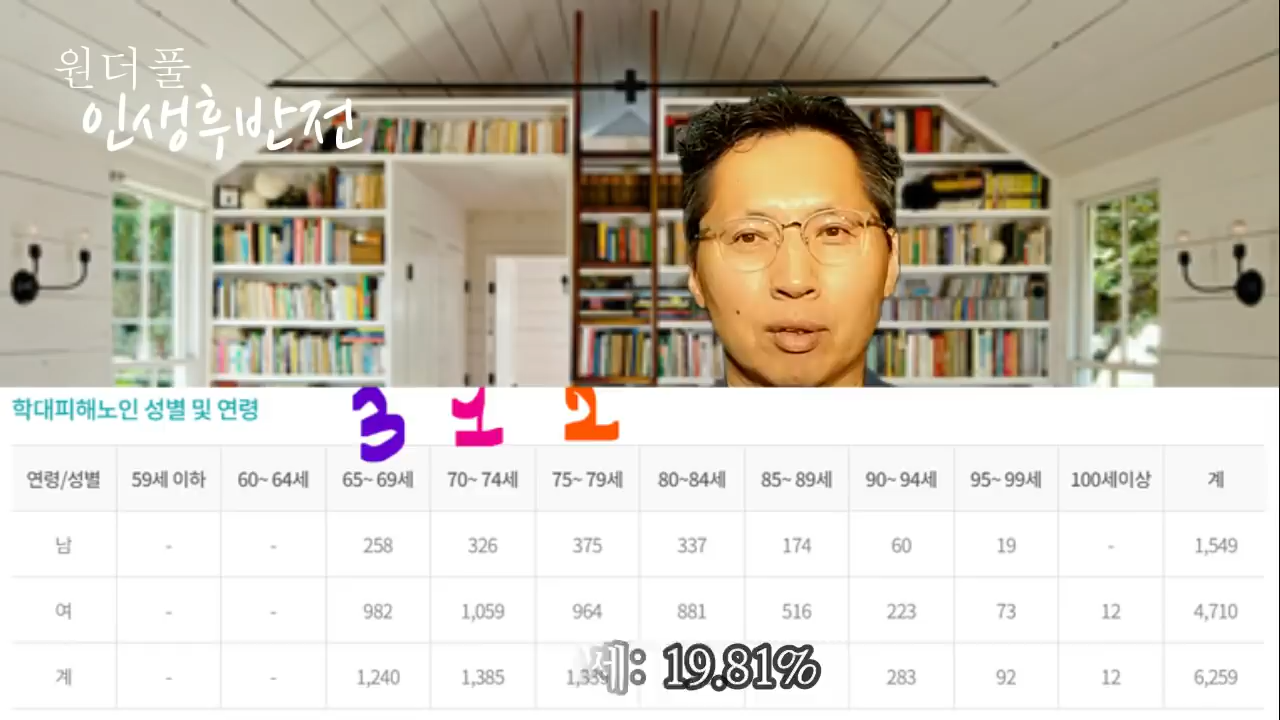 원더풀
인생후반전
학대피해노인 성별 및 연령
3 1 2
연령/성별 59세 이하 60~ 64세 65~ 69세 70~ 74세 75~ 79세 80~84세 85~ 89세 90~ 94세 95~ 99세 100세이상 계
남 - - 258 326 375 337 174 60 19 - 1,549
여 - - 982 1,059 964 881 516 223 73 12 4,710
계 - - 1,240 1,385 283 92 12 6,259
세: 19.81%